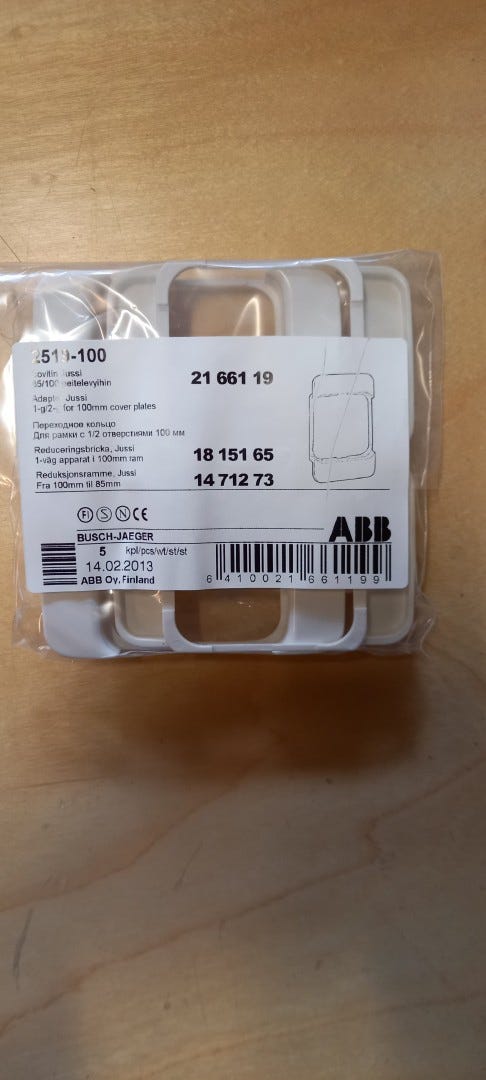 2519-100
Sovitin Jussi
85/100 peitelevyihin
21 661 19
Adapter Jussi
1-g/2-g for 100mm cover plates
Переходное кольцо
Для рамки с 1/2 отверстиями 100 мм
Reduceringsbricka, Jussi
1-väg apparat i 100mm ram
18 151 65
Reduksjonsramme, Jussi
Fra 100mm til 85mm
14 712 73
FI S N CE
ABB
BUSCH-JAEGER
5 kpl/pcs/wt/st/st
14.02.2013
ABB Oy, Finland
6 410021 661199